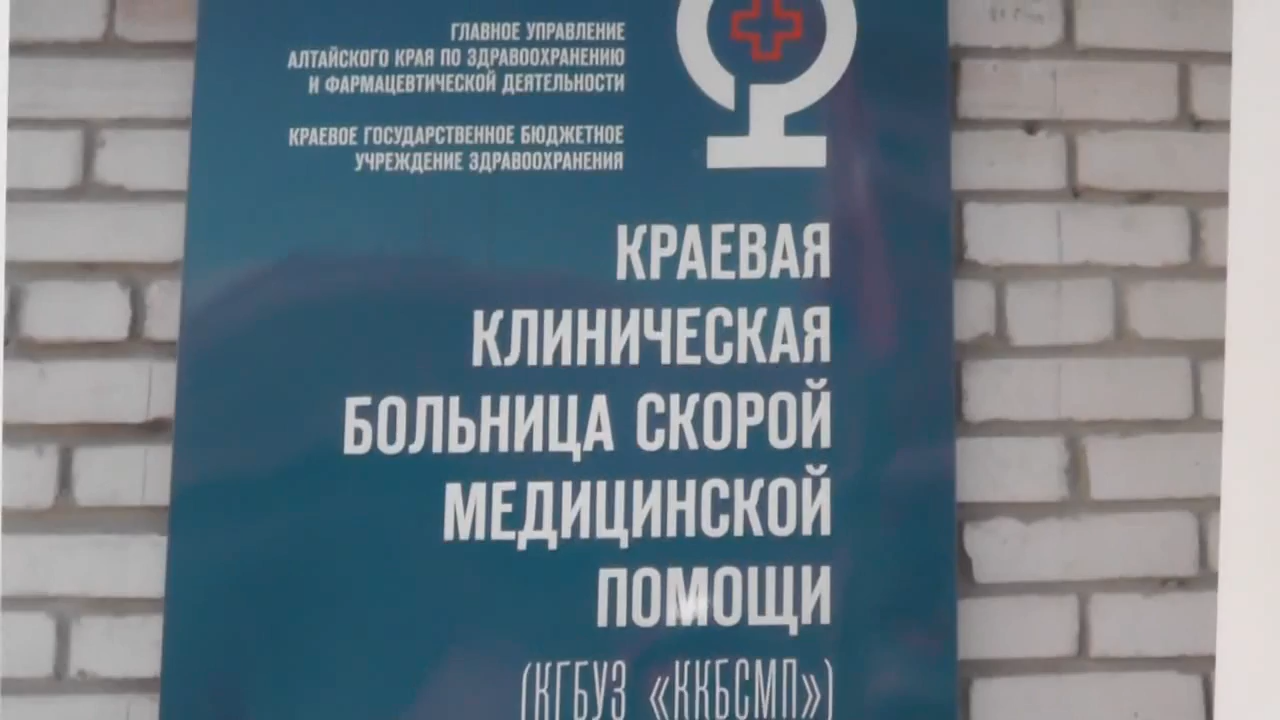 ГЛАВНОЕ УПРАВЛЕНИЕ
АЛТАЙСКОГО КРАЯ ПО ЗДРАВООХРАНЕНИЮ
И ФАРМАЦЕВТИЧЕСКОЙ ДЕЯТЕЛЬНОСТИ
КРАЕВОЕ ГОСУДАРСТВЕННОЕ БЮДЖЕТНОЕ
УЧРЕЖДЕНИЕ ЗДРАВООХРАНЕНИЯ
КРАЕВАЯ
КЛИНИЧЕСКАЯ
БОЛЬНИЦА СКОРОЙ
МЕДИЦИНСКОЙ
ПОМОЩИ
(КГБУЗ «ККБСМП»)